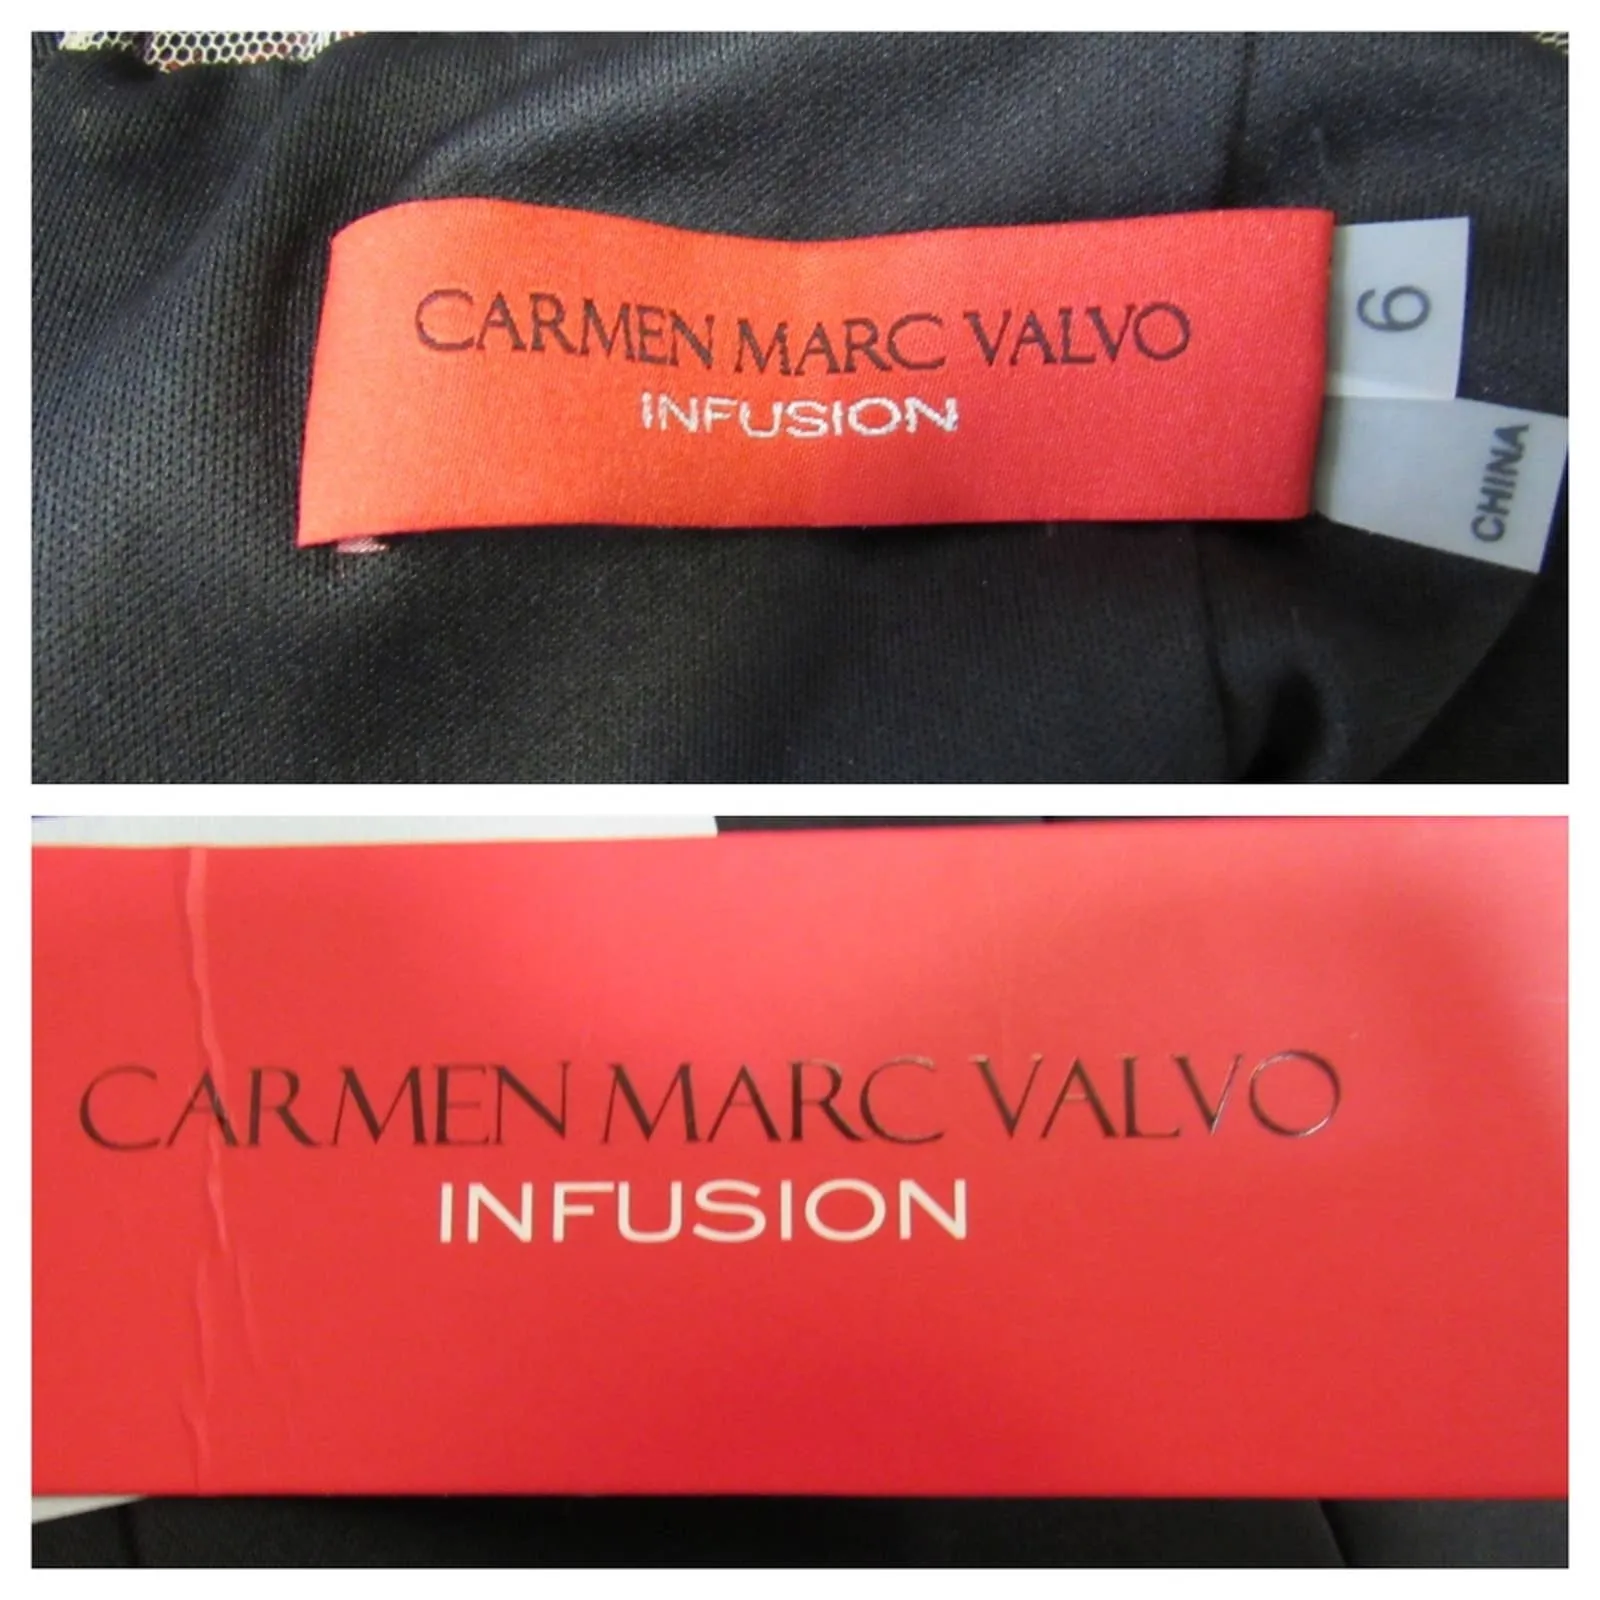 CARMEN MARC VALVO
INFUSION
6
CHINA
CARMEN MARC VALVO
INFUSION